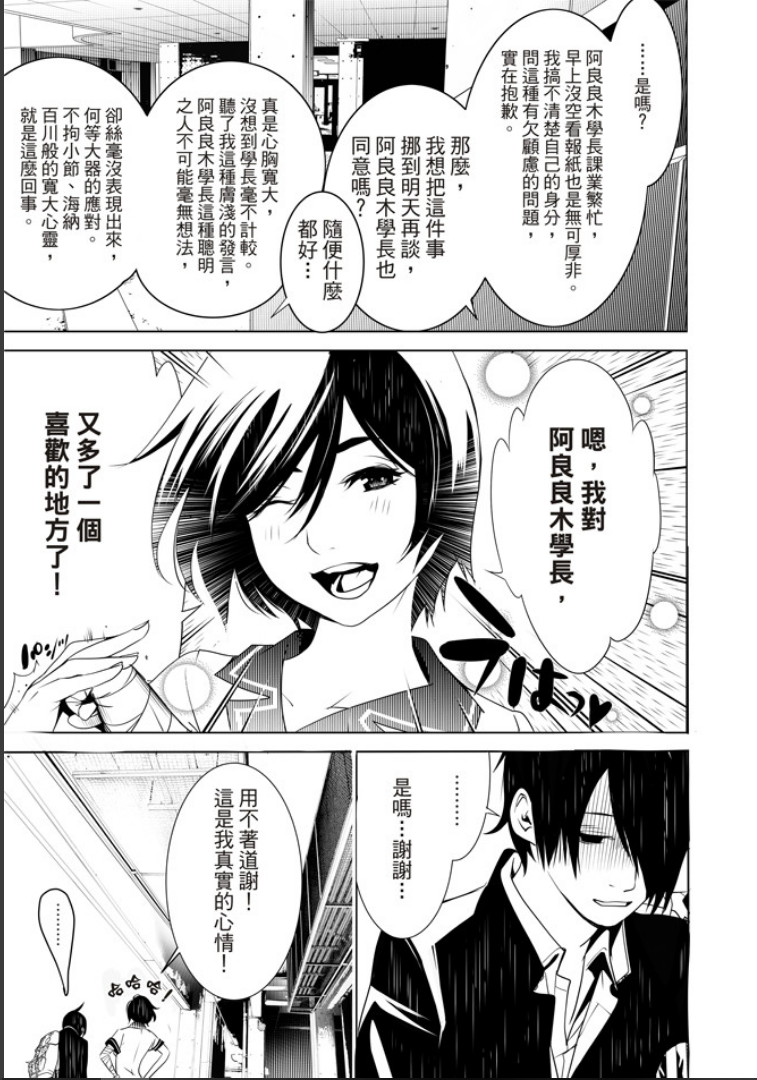 ……是嗎?
阿良良木學長課業繁忙，
早上沒空看報紙也是無可厚非。
我搞不清楚自己的身分，
問這種有欠顧慮的問題，
實在抱歉。
那麼，
我想把這件事
挪到明天再談，
阿良良木學長也
同意嗎?
隨便什麼
都好…
真是心胸寬大，
沒想到學長毫不計較。
聽了我這種膚淺的發言，
阿良良木學長這種聰明
之人不可能毫無想法，
卻絲毫沒表現出來，
何等大器的應對。
不拘小節、海納
百川般的寬大心靈，
就是這麼回事。
嗯，我對
阿良良木學長，
又多了一個
喜歡的地方了！
はっ♥
………
是嗎…謝謝…
用不著道謝！
這是我真實的心情！
哈哈哈
……